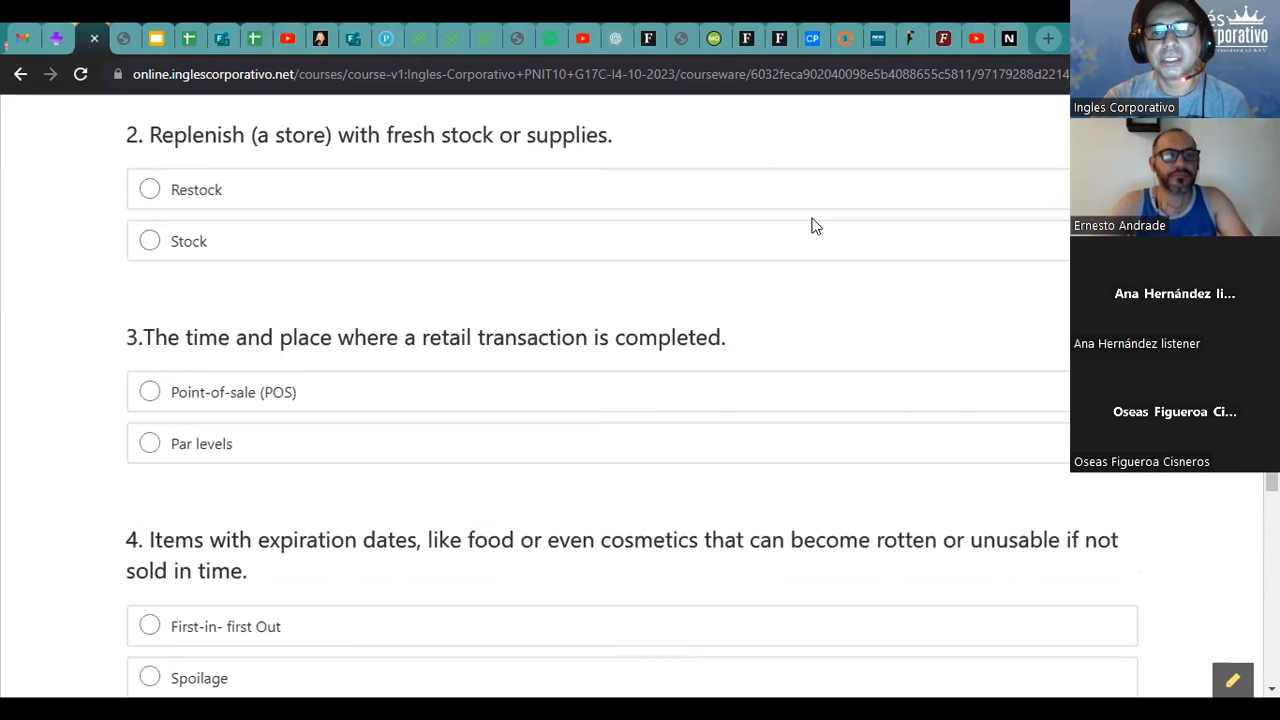 online.inglescorporativo.net/courses/course-v1:Ingles-Corporativo+PNIT10+G17C-I4-10-2023/courseware/6032feca902040098e5b4088655c5811/97179288d2214
2. Replenish (a store) with fresh stock or supplies.
Restock
Stock
3.The time and place where a retail transaction is completed.
Point-of-sale (POS)
Par levels
4. Items with expiration dates, like food or even cosmetics that can become rotten or unusable if not
sold in time.
First-in- first Out
Spoilage
Ingles Corporativo
Ernesto Andrade
Ana Hernández li...
Ana Hernández listener
Oseas Figueroa Ci...
Oseas Figueroa Cisneros